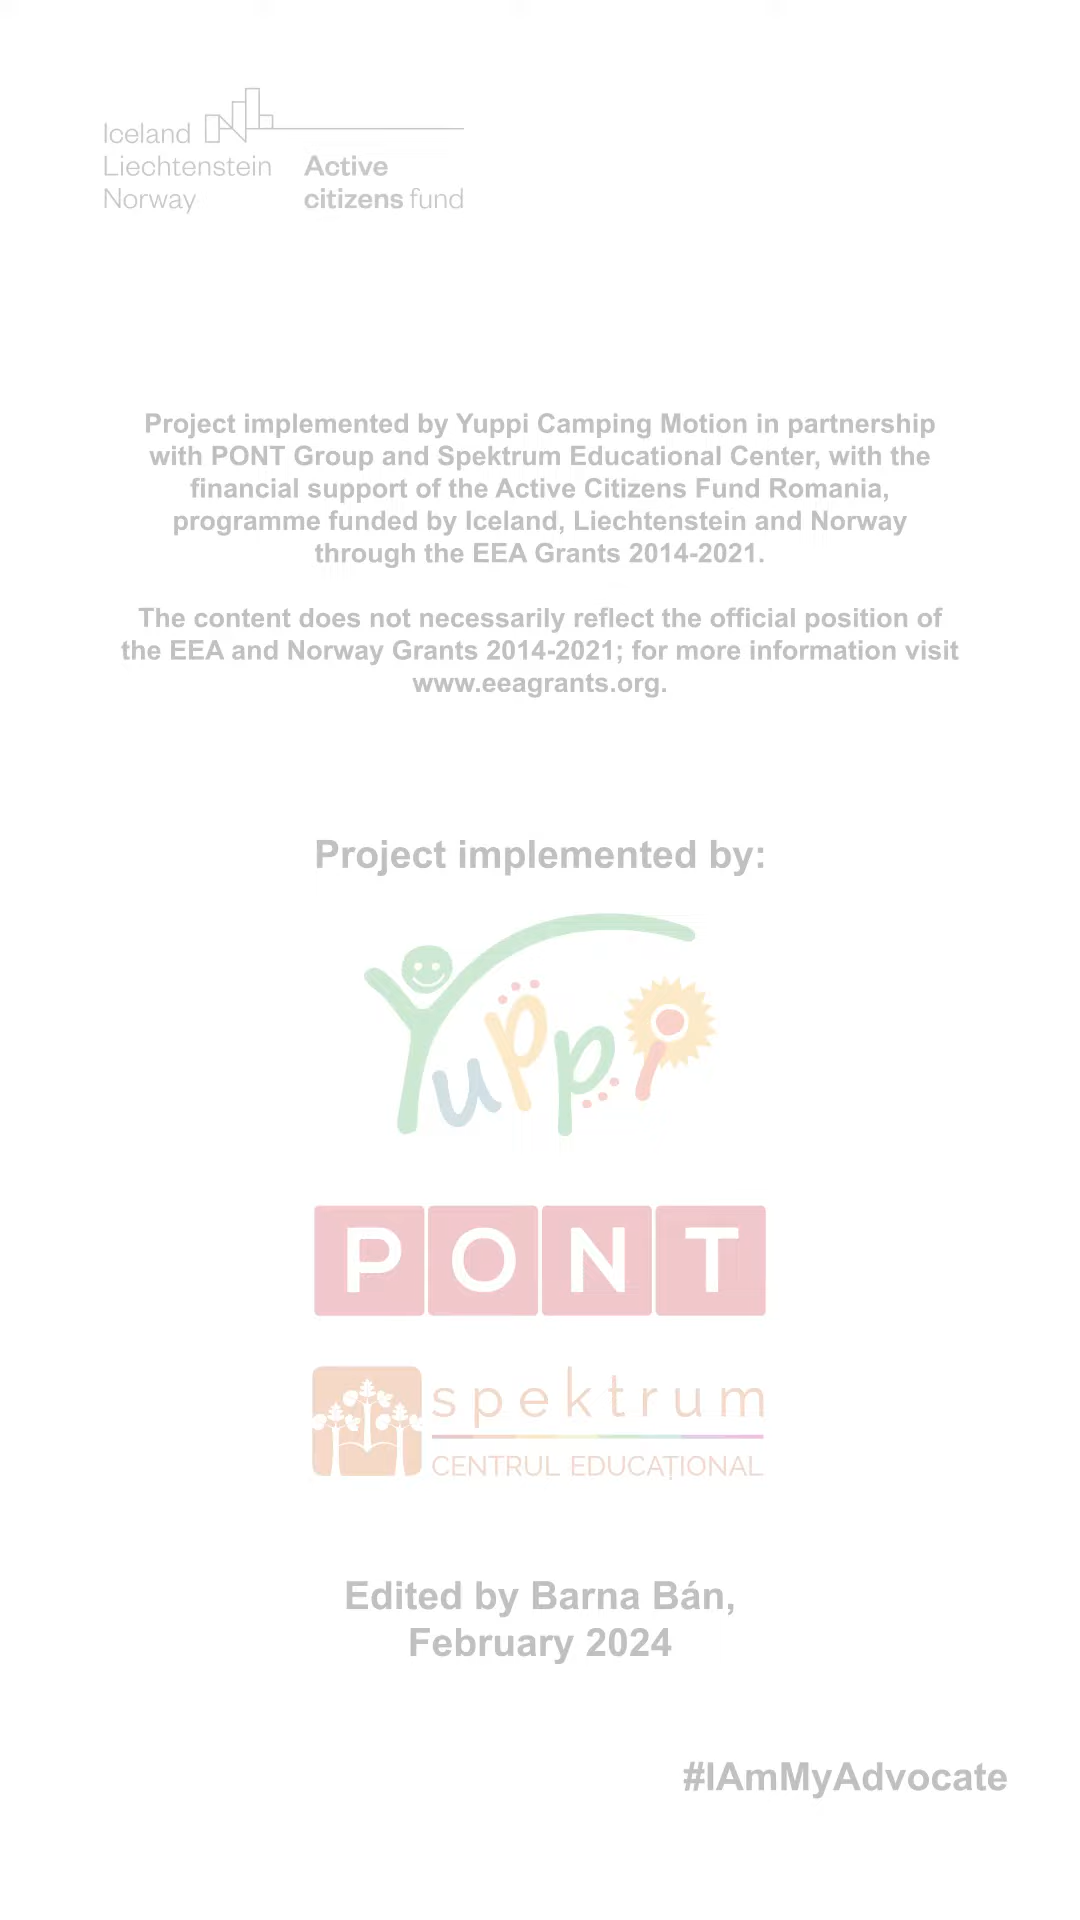 Iceland
Liechtenstein
Norway
Active
citizens fund
Project implemented by Yuppi Camping Motion in partnership
with PONT Group and Spektrum Educational Center, with the
financial support of the Active Citizens Fund Romania,
programme funded by Iceland, Liechtenstein and Norway
through the EEA Grants 2014-2021.
The content does not necessarily reflect the official position of
the EEA and Norway Grants 2014-2021; for more information visit
www.eeagrants.org.
Project implemented by:
Yuppi
PONT
spektrum
CENTRUL EDUCAȚIONAL
Edited by Barna Bán,
February 2024
#IAmMyAdvocate